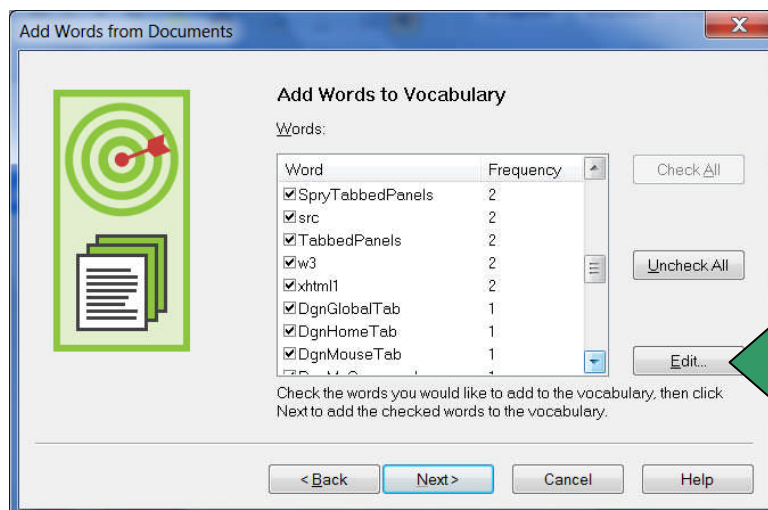 Add Words from Documents
Add Words to Vocabulary
Words:
Word Frequency
SpryTabbedPanels 2
src 2
TabbedPanels 2
w3 2
xhtml1 2
DgnGlobalTab 1
DgnHomeTab 1
DgnMouseTab 1
Check All
Uncheck All
Edit...
Check the words you would like to add to the vocabulary, then click
Next to add the checked words to the vocabulary.
< Back Next > Cancel Help